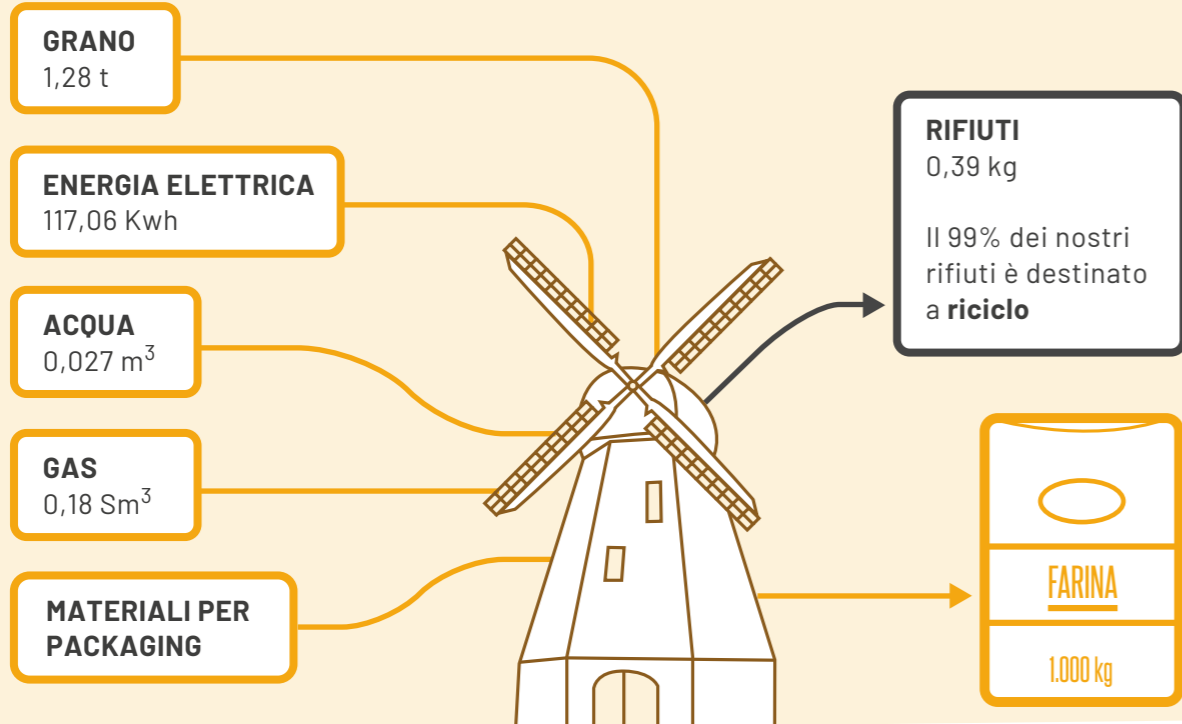 GRANO
1,28 t
ENERGIA ELETTRICA
117,06 Kwh
ACQUA
0,027 m³
GAS
0,18 Sm³
MATERIALI PER
PACKAGING
RIFIUTI
0,39 kg
Il 99% dei nostri
rifiuti è destinato
a riciclo
FARINA
1.000 kg